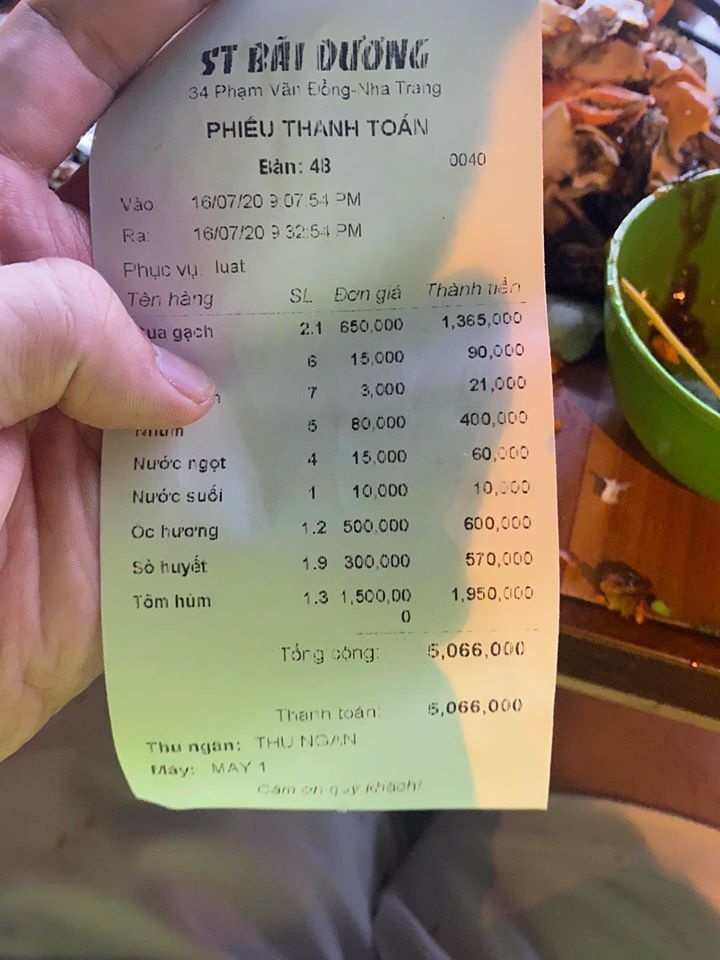 ST BÃI DƯƠNG
34 Phạm Văn Đồng-Nha Trang
PHIẾU THANH TOÁN
Bàn: 4B 0040
Vào 16/07/20 9:07:54 PM
Ra: 16/07/20 9:32:54 PM
Phục vụ: luat
Tên hàng SL Đơn giá Thành tiền
gạch 2.1 650,000 1,365,000
6 15,000 90,000
7 3,000 21,000
5 80,000 400,000
Nước ngọt 4 15,000 60,000
Nước suối 1 10,000 10,000
Ốc hương 1.2 500,000 600,000
Sò huyết 1.9 300,000 570,000
Tôm hùm 1.3 1,500,00 1,950,000
0
Tổng cộng: 5,066,000
Thanh toán: 5,066,000
Thu ngân: THU NGAN
Máy: MAY 1
Cảm ơn quý khách!